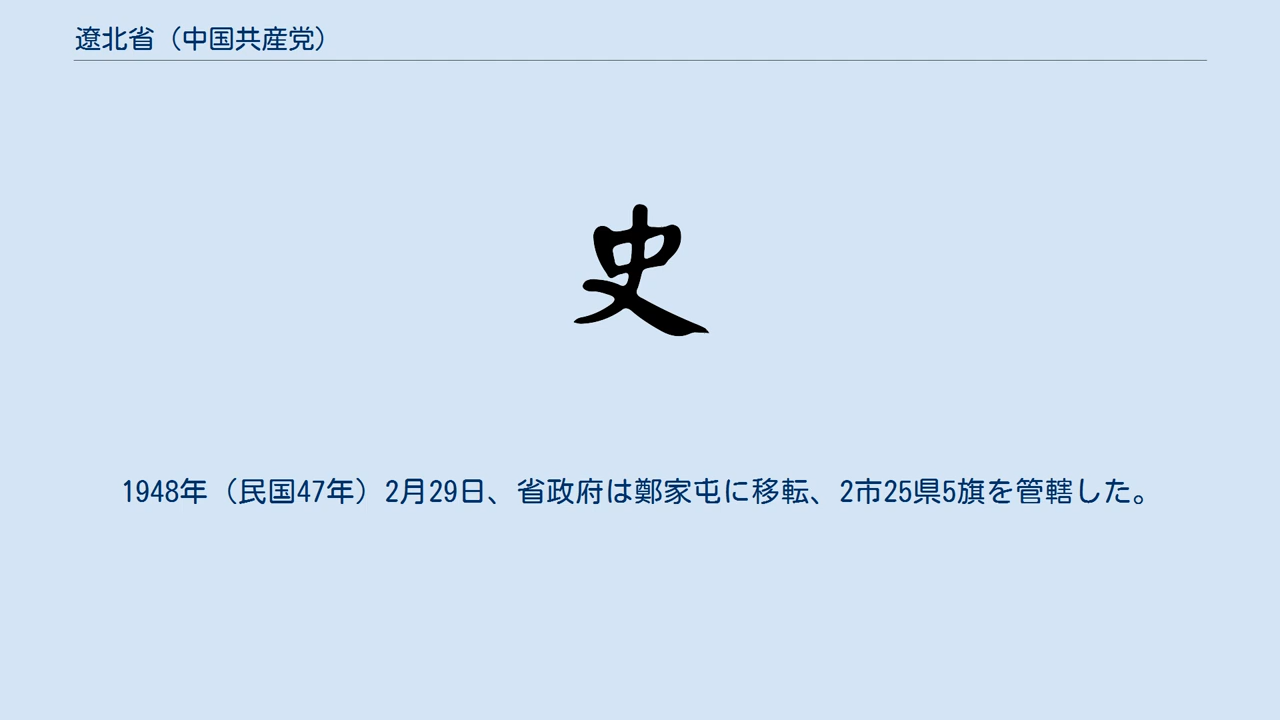 遼北省（中国共産党）
史
1948年（民国47年）2月29日、省政府は鄭家屯に移転、2市25県5旗を管轄した。